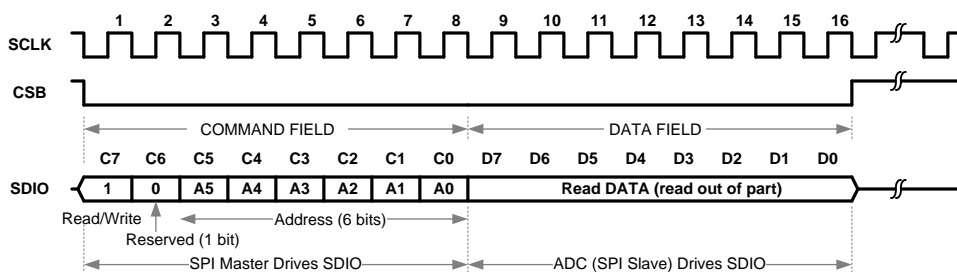 1 2 3 4 5 6 7 8 9 10 11 12 13 14 15 16
SCLK
CSB
COMMAND FIELD DATA FIELD
C7 C6 C5 C4 C3 C2 C1 C0 D7 D6 D5 D4 D3 D2 D1 D0
SDIO 1 0 A5 A4 A3 A2 A1 A0 Read DATA (read out of part)
Read/Write Address (6 bits)
Reserved (1 bit)
SPI Master Drives SDIO ADC (SPI Slave) Drives SDIO